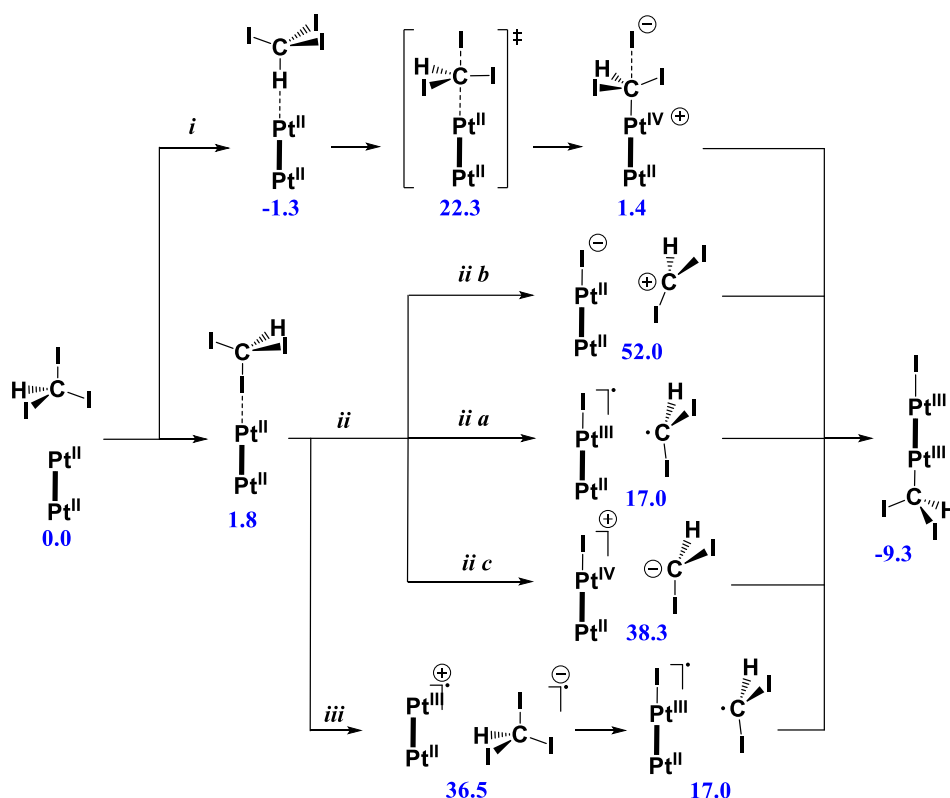 I
I
I
C
H
Pt^II
Pt^II
-1.3
i
I
H
C
I
I
Pt^II
Pt^II
‡
22.3
I ⊖
H
C
I
I
Pt^IV ⊕
Pt^II
1.4
I
H
C
I
I
Pt^II
Pt^II
0.0
I
H
C
I
I
Pt^II
Pt^II
1.8
ii
ii b
I ⊖
Pt^II
Pt^II
H
I
⊕ C
I
52.0
ii a
I
Pt^III
Pt^II
H
I
·C
I
17.0
ii c
I ⊕
Pt^IV
Pt^II
H
I
⊖ C
I
38.3
iii
Pt^III ⊕·
Pt^II
I ⊖·
H
C
I
I
36.5
I ·
Pt^III
Pt^II
H
I
·C
I
17.0
I
Pt^III
Pt^III
C
I
H
I
-9.3